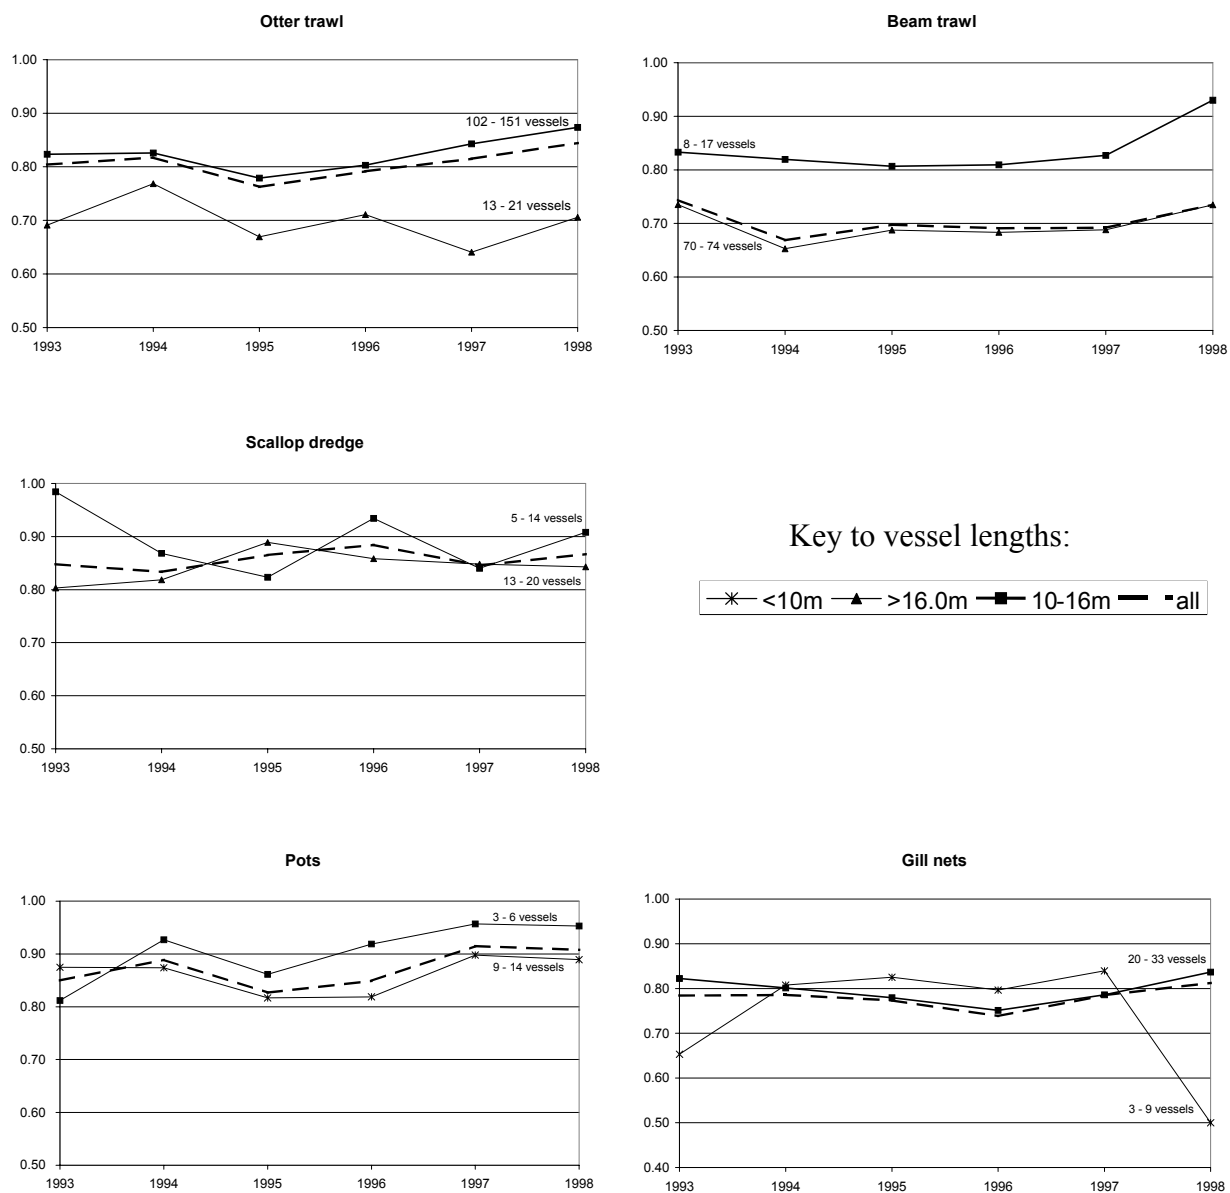 Otter trawl
1.00
0.90
0.80
0.70
0.60
0.50
102 - 151 vessels
13 - 21 vessels
1993 1994 1995 1996 1997 1998
Beam trawl
1.00
0.90
0.80
0.70
0.60
0.50
8 - 17 vessels
70 - 74 vessels
1993 1994 1995 1996 1997 1998
Scallop dredge
1.00
0.90
0.80
0.70
0.60
0.50
5 - 14 vessels
13 - 20 vessels
1993 1994 1995 1996 1997 1998
Key to vessel lengths:
<10m >16.0m 10-16m all
Pots
1.00
0.90
0.80
0.70
0.60
0.50
3 - 6 vessels
9 - 14 vessels
1993 1994 1995 1996 1997 1998
Gill nets
1.00
0.90
0.80
0.70
0.60
0.50
0.40
20 - 33 vessels
3 - 9 vessels
1993 1994 1995 1996 1997 1998